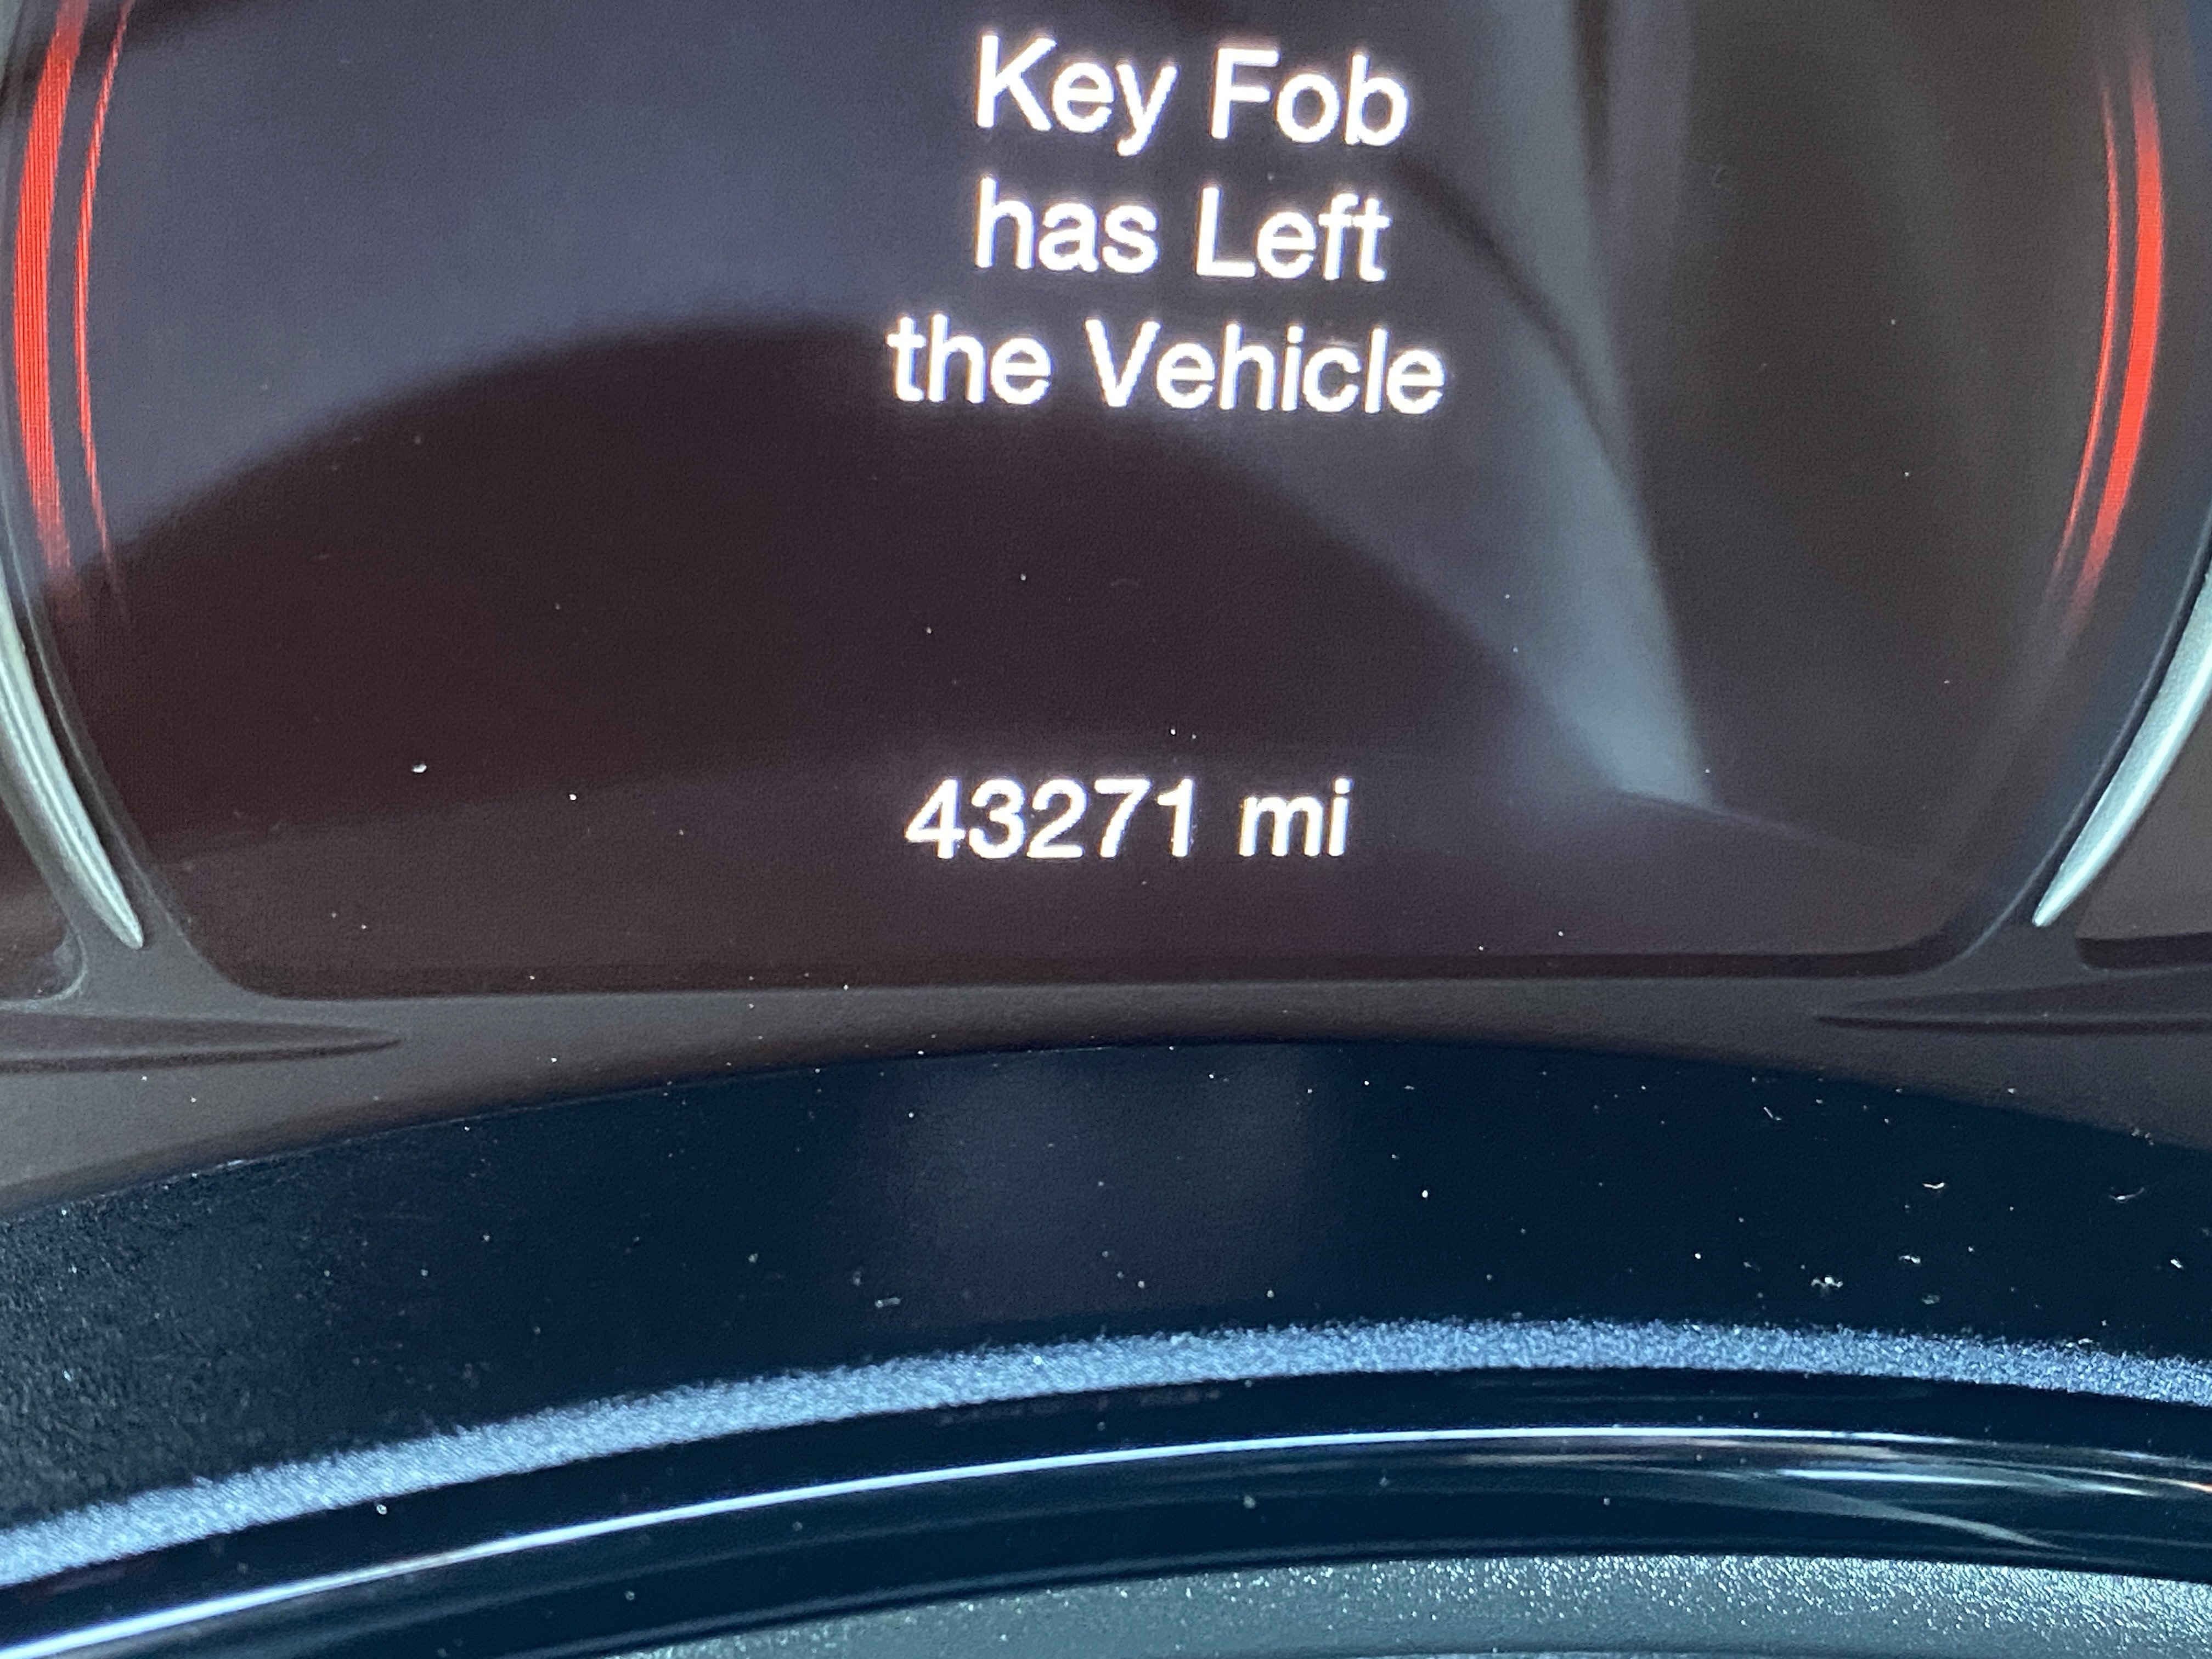 Key Fob
has Left
the Vehicle
43271 mi